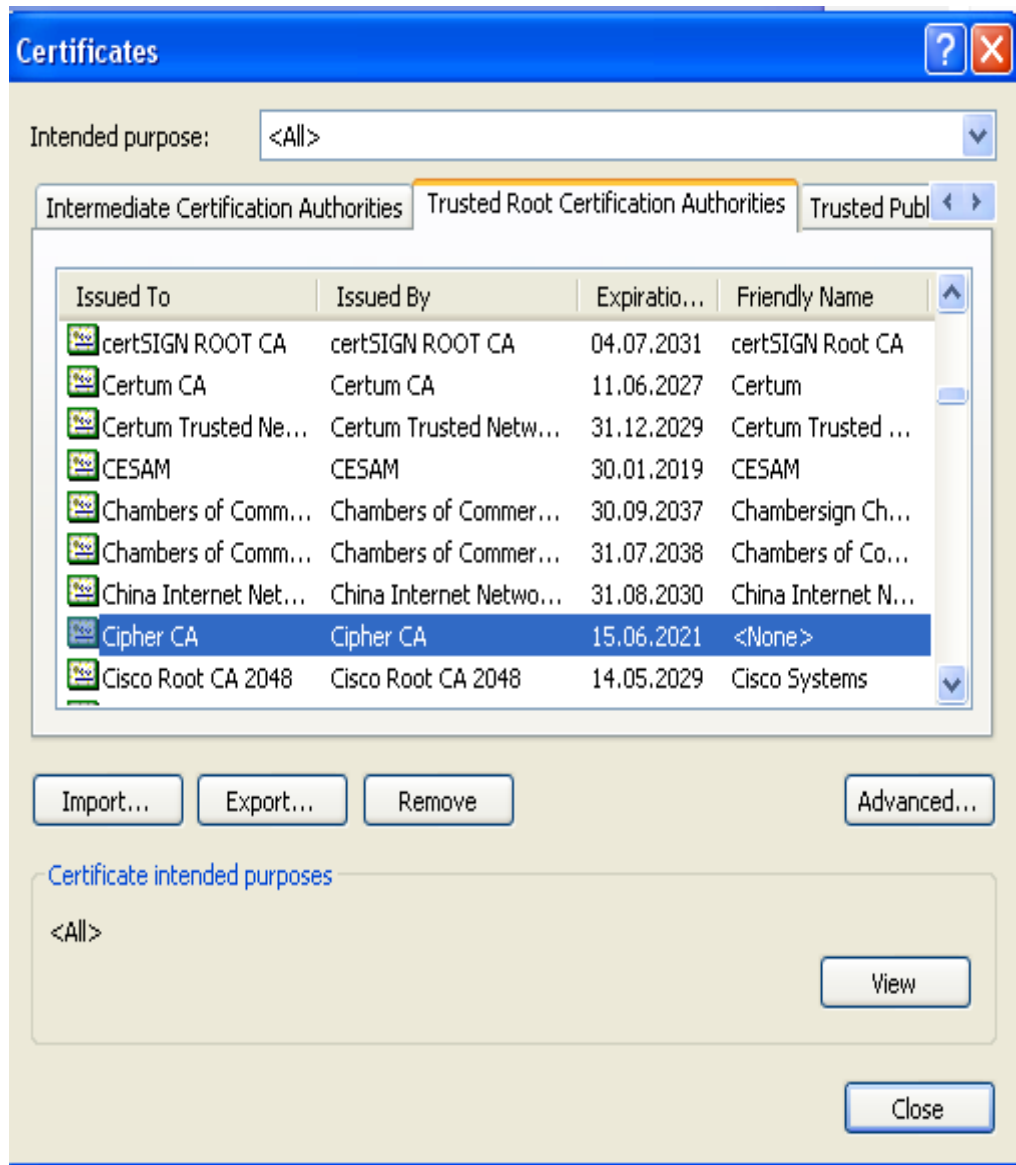 Certificates
Intended purpose: <All>
Intermediate Certification Authorities Trusted Root Certification Authorities Trusted Publ
Issued To Issued By Expiratio... Friendly Name
certSIGN ROOT CA certSIGN ROOT CA 04.07.2031 certSIGN Root CA
Certum CA Certum CA 11.06.2027 Certum
Certum Trusted Ne... Certum Trusted Netw... 31.12.2029 Certum Trusted ...
CESAM CESAM 30.01.2019 CESAM
Chambers of Comm... Chambers of Commer... 30.09.2037 Chambersign Ch...
Chambers of Comm... Chambers of Commer... 31.07.2038 Chambers of Co...
China Internet Net... China Internet Netwo... 31.08.2030 China Internet N...
Cipher CA Cipher CA 15.06.2021 <None>
Cisco Root CA 2048 Cisco Root CA 2048 14.05.2029 Cisco Systems
Import... Export... Remove Advanced...
Certificate intended purposes
<All>
View
Close